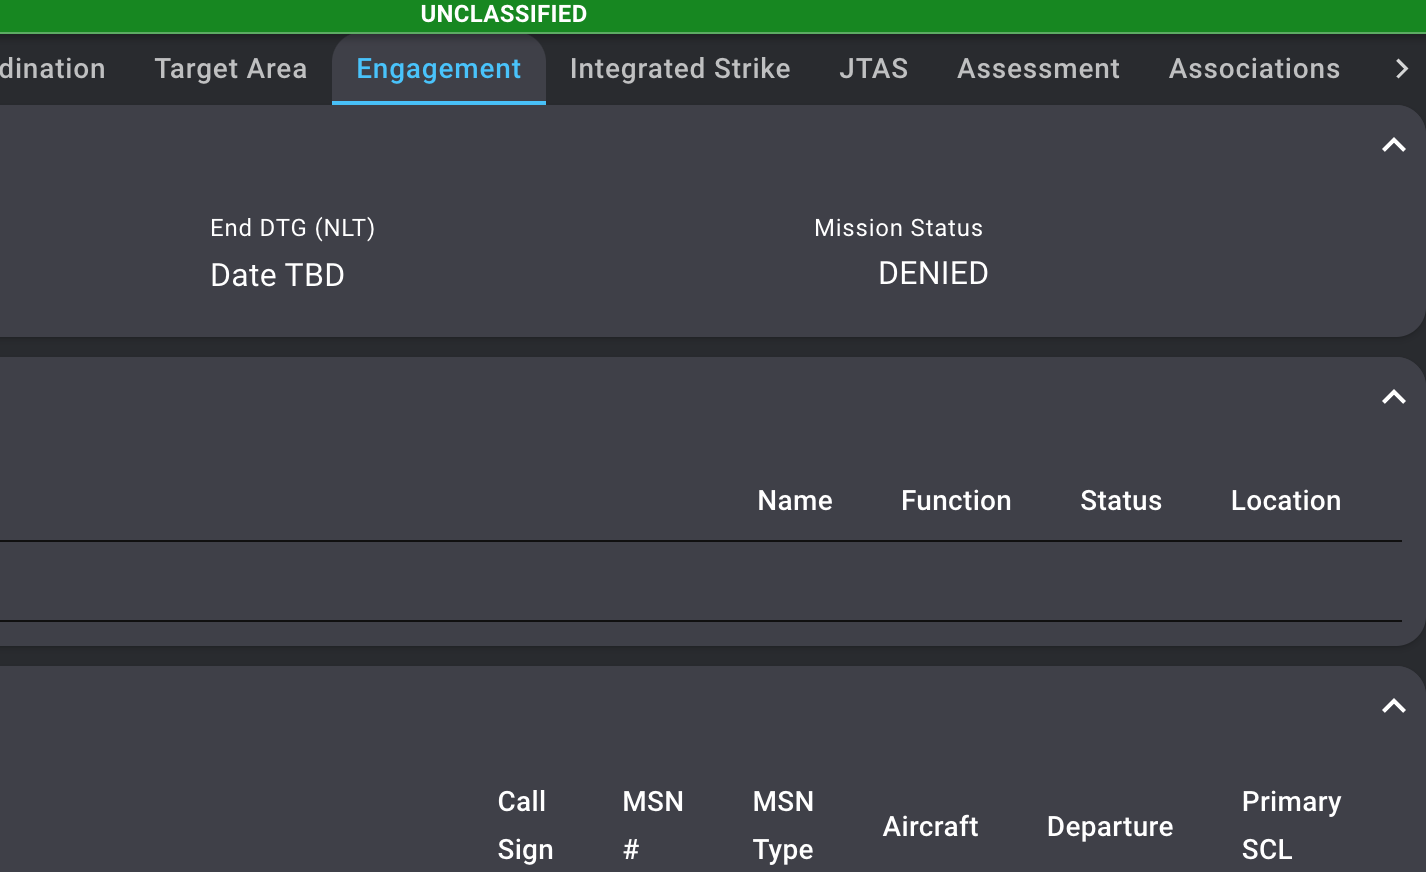 UNCLASSIFIED
dination Target Area Engagement Integrated Strike JTAS Assessment Associations
End DTG (NLT) Mission Status
Date TBD DENIED
Name Function Status Location
Call MSN MSN Primary
Aircraft Departure
Sign # Type SCL